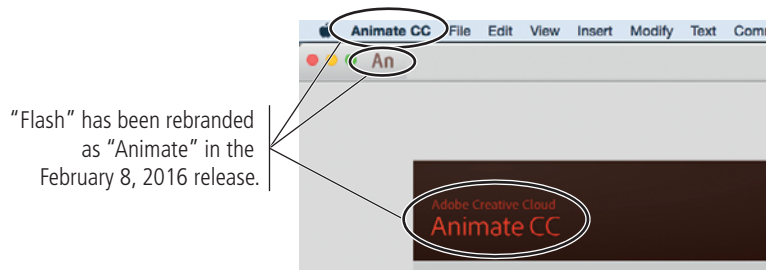 Animate CC File Edit View Insert Modify Text Comm
An
"Flash" has been rebranded
as "Animate" in the
February 8, 2016 release.
Adobe Creative Cloud
Animate CC